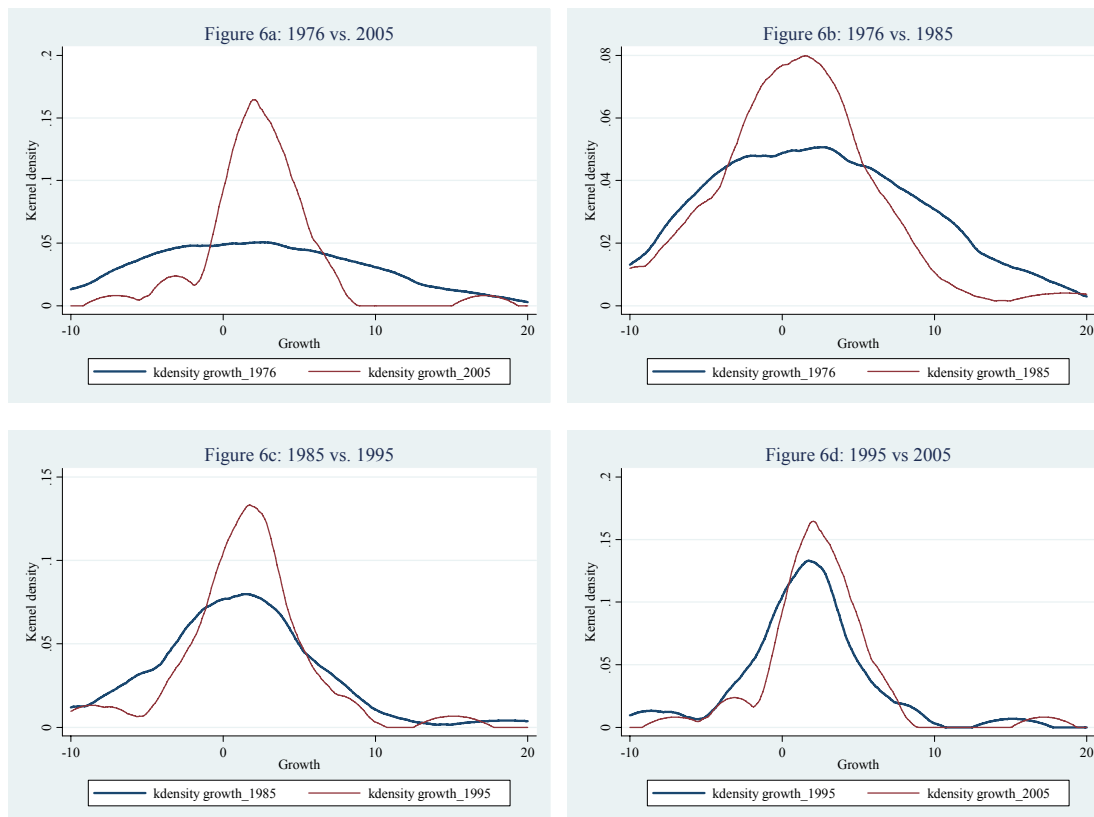 Figure 6a: 1976 vs. 2005
Kernel density
0 .05 .1 .15 .2
-10 0 10 20
Growth
kdensity growth_1976 kdensity growth_2005
Figure 6b: 1976 vs. 1985
Kernel density
0 .02 .04 .06 .08
-10 0 10 20
Growth
kdensity growth_1976 kdensity growth_1985
Figure 6c: 1985 vs. 1995
Kernel density
0 .05 .1 .15
-10 0 10 20
Growth
kdensity growth_1985 kdensity growth_1995
Figure 6d: 1995 vs 2005
Kernel density
0 .05 .1 .15 .2
-10 0 10 20
Growth
kdensity growth_1995 kdensity growth_2005